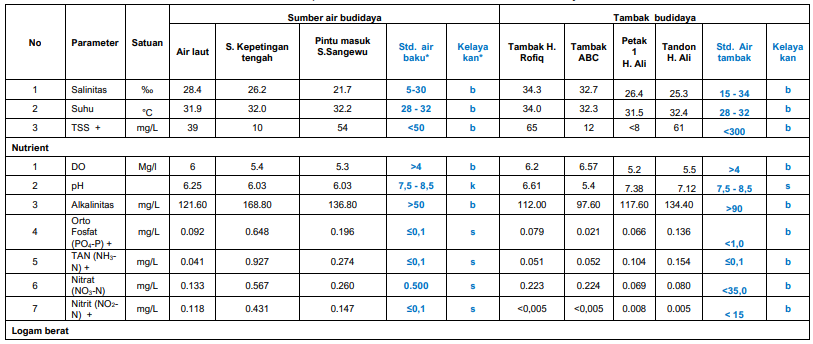 Sumber air budidaya Tambak budidaya
No Parameter Satuan Air laut S. Kepetingan tengah Pintu masuk S.Sangewu Std. air baku* Kelaya kan* Tambak H. Rofiq Tambak ABC Petak 1 H. Ali Tandon H. Ali Std. Air tambak Kelaya kan
1 Salinitas ‰ 28.4 26.2 21.7 5-30 b 34.3 32.7 26.4 25.3 15 - 34 b
2 Suhu °C 31.9 32.0 32.2 28 - 32 b 34.0 32.3 31.5 32.4 28 - 32 b
3 TSS + mg/L 39 10 54 <50 b 65 12 <8 61 <300 b
Nutrient
1 DO Mg/l 6 5.4 5.3 >4 b 6.2 6.57 5.2 5.5 >4 b
2 pH 6.25 6.03 6.03 7,5 - 8,5 k 6.61 5.4 7.38 7.12 7,5 - 8,5 s
3 Alkalinitas mg/L 121.60 168.80 136.80 >50 b 112.00 97.60 117.60 134.40 >90 b
4 Orto Fosfat (PO4-P) + mg/L 0.092 0.648 0.196 ≤0,1 s 0.079 0.021 0.066 0.136 <1,0 b
5 TAN (NH3-N) + mg/L 0.041 0.927 0.274 ≤0,1 s 0.051 0.052 0.104 0.154 ≤0,1 b
6 Nitrat (NO3-N) mg/L 0.133 0.567 0.260 0.500 s 0.223 0.224 0.069 0.080 <35,0 b
7 Nitrit (NO2-N) + mg/L 0.118 0.431 0.147 ≤0,1 s <0,005 <0,005 0.008 0.005 < 15 b
Logam berat